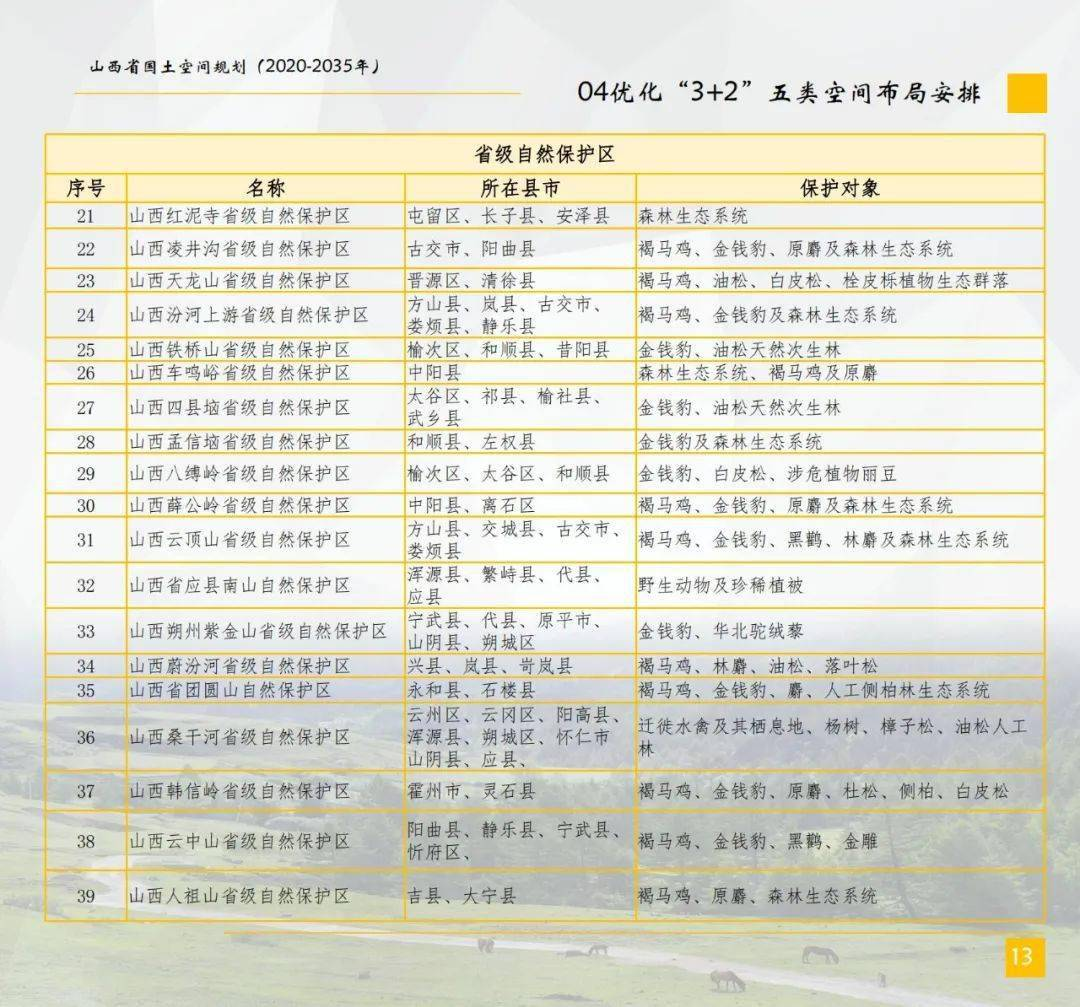 山西省国土空间规划（2020-2035年）
04优化“3+2”五类空间布局安排
省级自然保护区
序号 名称 所在县市 保护对象
21 山西红泥寺省级自然保护区 屯留区、长子县、安泽县 森林生态系统
22 山西凌井沟省级自然保护区 古交市、阳曲县 褐马鸡、金钱豹、原麝及森林生态系统
23 山西天龙山省级自然保护区 晋源区、清徐县 褐马鸡、油松、白皮松、栓皮栎植物生态群落
24 山西汾河上游省级自然保护区 方山县、岚县、古交市、
娄烦县、静乐县 褐马鸡、金钱豹及森林生态系统
25 山西铁桥山省级自然保护区 榆次区、和顺县、昔阳县 金钱豹、油松天然次生林
26 山西车鸣峪省级自然保护区 中阳县 森林生态系统、褐马鸡及原麝
27 山西四县垴省级自然保护区 太谷区、祁县、榆社县、
武乡县 金钱豹、油松天然次生林
28 山西孟信垴省级自然保护区 和顺县、左权县 金钱豹及森林生态系统
29 山西八缚岭省级自然保护区 榆次区、太谷区、和顺县 金钱豹、白皮松、涉危植物丽豆
30 山西薛公岭省级自然保护区 中阳县、离石区 褐马鸡、金钱豹、原麝及森林生态系统
31 山西云顶山省级自然保护区 方山县、交城县、古交市、
娄烦县 褐马鸡、金钱豹、黑鹳、林麝及森林生态系统
32 山西省应县南山自然保护区 浑源县、繁峙县、代县、
应县 野生动物及珍稀植被
33 山西朔州紫金山省级自然保护区 宁武县、代县、原平市、
山阴县、朔城区 金钱豹、华北驼绒藜
34 山西蔚汾河省级自然保护区 兴县、岚县、岢岚县 褐马鸡、林麝、油松、落叶松
35 山西省团圆山自然保护区 永和县、石楼县 褐马鸡、金钱豹、麝、人工侧柏林生态系统
36 山西桑干河省级自然保护区 云州区、云冈区、阳高县、
浑源县、朔城区、怀仁市
山阴县、应县、 迁徙水禽及其栖息地、杨树、樟子松、油松人工
林
37 山西韩信岭省级自然保护区 霍州市、灵石县 褐马鸡、金钱豹、原麝、杜松、侧柏、白皮松
38 山西云中山省级自然保护区 阳曲县、静乐县、宁武县、
忻府区、 褐马鸡、金钱豹、黑鹳、金雕
39 山西人祖山省级自然保护区 吉县、大宁县 褐马鸡、原麝、森林生态系统
13